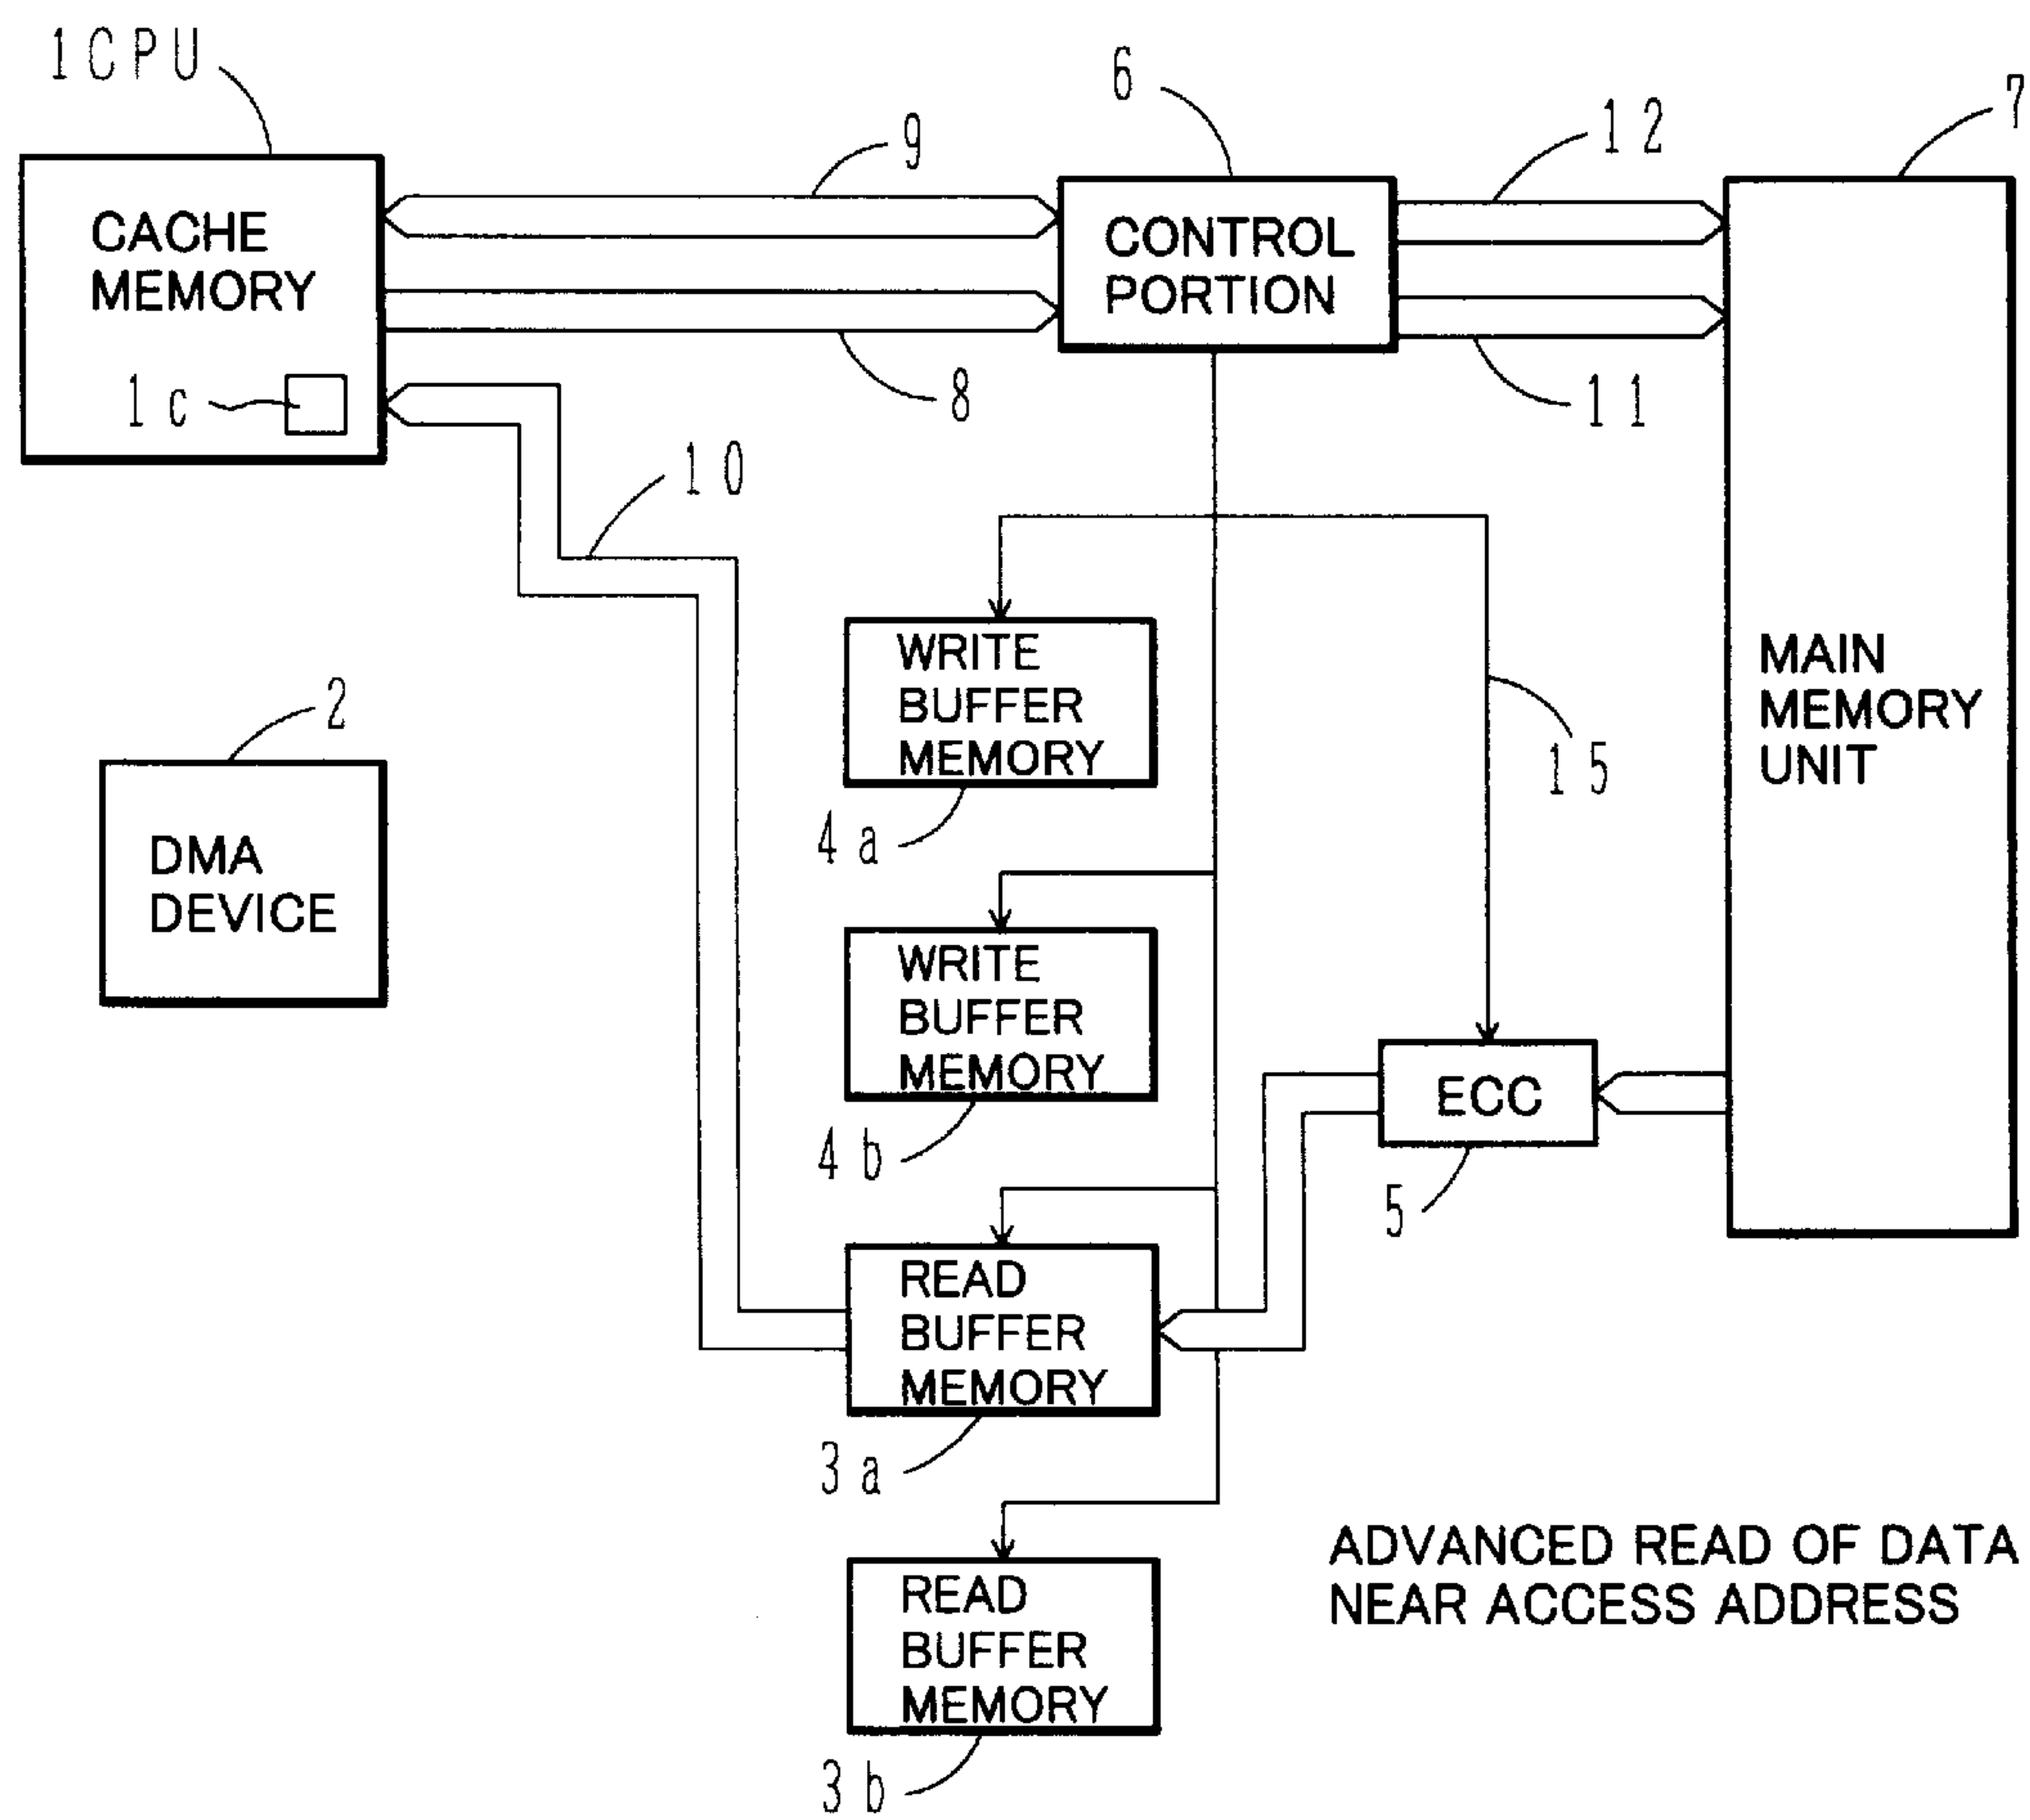 1CPU
6
12
7
9
CACHE
MEMORY
CONTROL
PORTION
1c
8
11
10
2
WRITE
BUFFER
MEMORY
MAIN
MEMORY
UNIT
15
4a
DMA
DEVICE
WRITE
BUFFER
MEMORY
ECC
4b
5
READ
BUFFER
MEMORY
3a
ADVANCED READ OF DATA
NEAR ACCESS ADDRESS
READ
BUFFER
MEMORY
3b